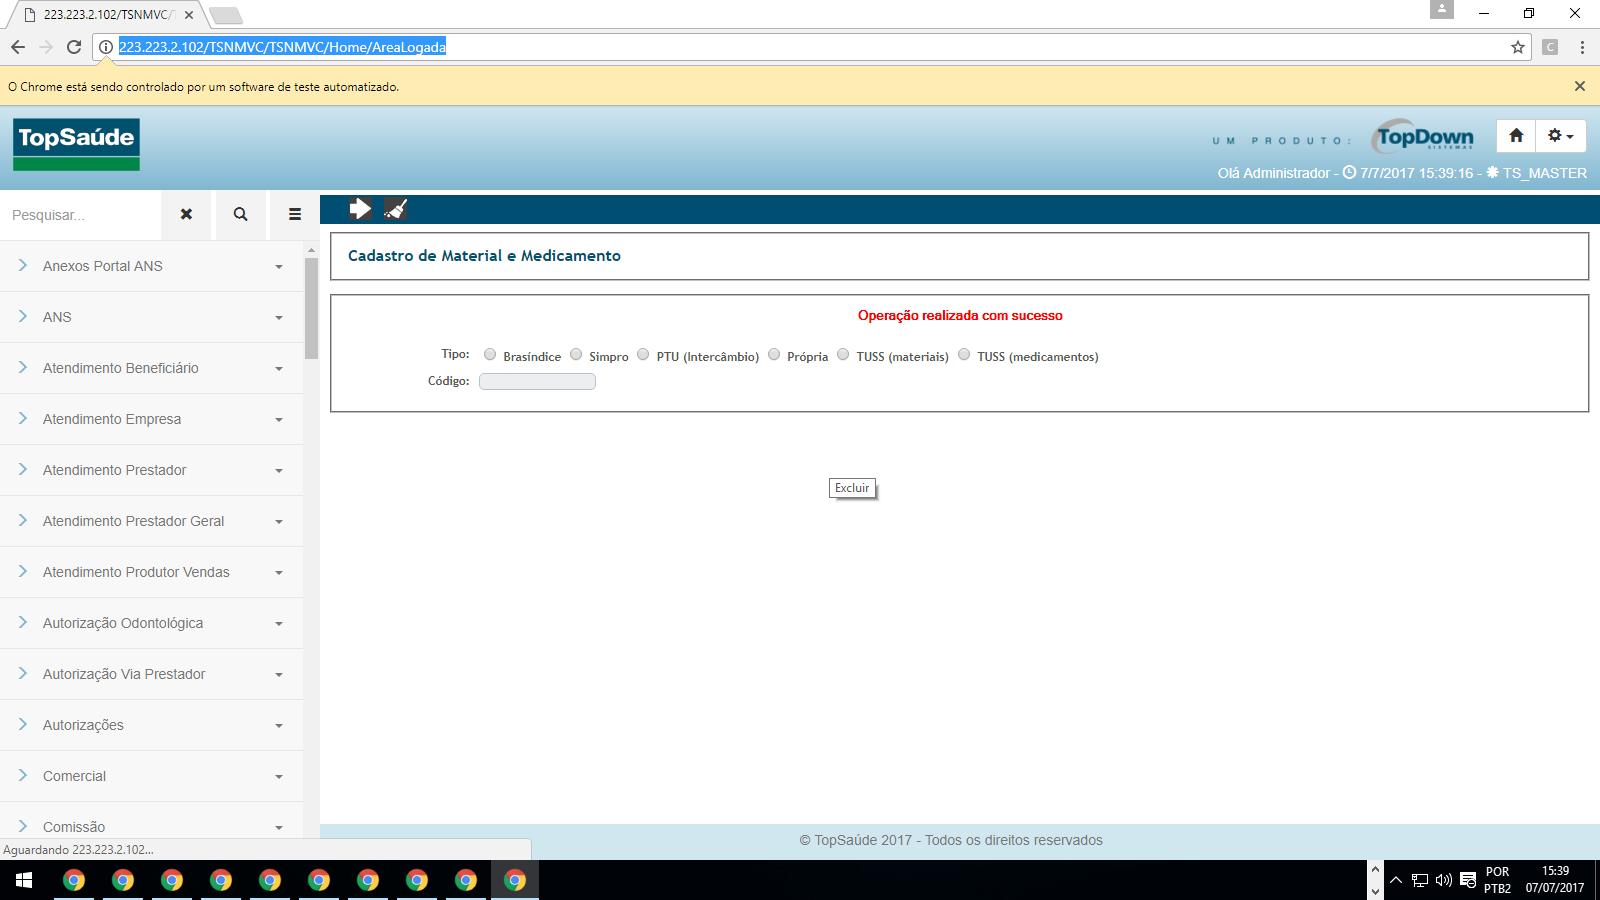 223.223.2.102/TSNMVC/T
223.223.2.102/TSNMVC/TSNMVC/Home/AreaLogada
C
O Chrome está sendo controlado por um software de teste automatizado.
TopSaúde
UM PRODUTO:
TopDown
SISTEMAS
Olá Administrador - 7/7/2017 15:39:16 - TS_MASTER
Pesquisar...
Cadastro de Material e Medicamento
Anexos Portal ANS
ANS
Atendimento Beneficiário
Atendimento Empresa
Atendimento Prestador
Atendimento Prestador Geral
Atendimento Produtor Vendas
Autorização Odontológica
Autorização Via Prestador
Autorizações
Comercial
Comissão
Operação realizada com sucesso
Tipo: Brasíndice Simpro PTU (Intercâmbio) Própria TUSS (materiais) TUSS (medicamentos)
Código:
Excluir
© TopSaúde 2017 - Todos os direitos reservados
Aguardando 223.223.2.102...
POR
PTB2
15:39
07/07/2017